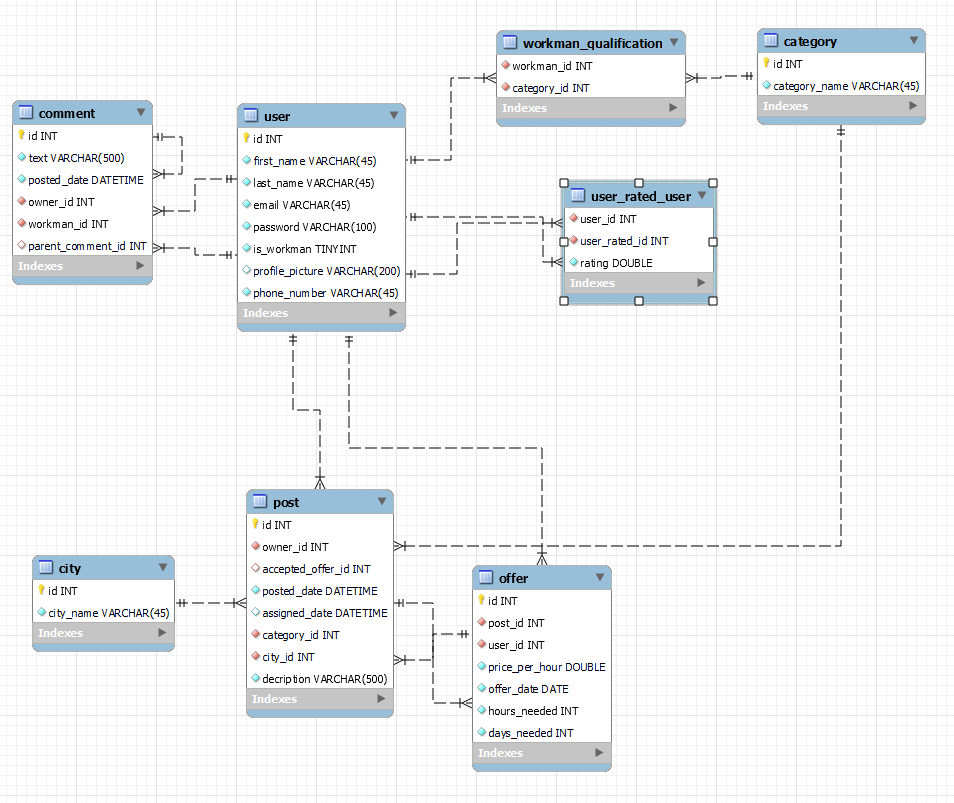 workman_qualification
workman_id INT
category_id INT
Indexes
category
id INT
category_name VARCHAR(45)
Indexes
comment
id INT
text VARCHAR(500)
posted_date DATETIME
owner_id INT
workman_id INT
parent_comment_id INT
Indexes
user
id INT
first_name VARCHAR(45)
last_name VARCHAR(45)
email VARCHAR(45)
password VARCHAR(100)
is_workman TINYINT
profile_picture VARCHAR(200)
phone_number VARCHAR(45)
Indexes
user_rated_user
user_id INT
user_rated_id INT
rating DOUBLE
Indexes
post
id INT
owner_id INT
accepted_offer_id INT
posted_date DATETIME
assigned_date DATETIME
category_id INT
city_id INT
decription VARCHAR(500)
Indexes
city
id INT
city_name VARCHAR(45)
Indexes
offer
id INT
post_id INT
user_id INT
price_per_hour DOUBLE
offer_date DATE
hours_needed INT
days_needed INT
Indexes